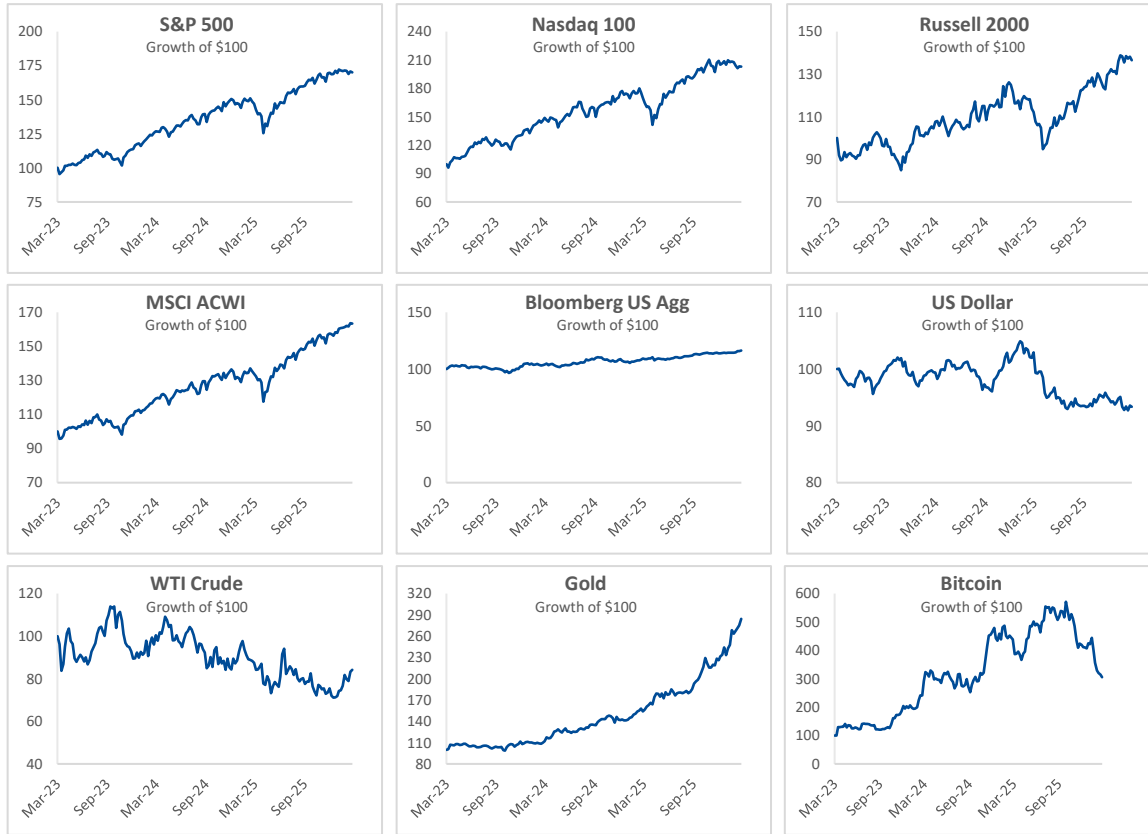 S&P 500
Growth of $100
200
175
150
125
100
75
Mar-23
Sep-23
Mar-24
Sep-24
Mar-25
Sep-25
Nasdaq 100
Growth of $100
210
180
150
120
90
60
Mar-23
Sep-23
Mar-24
Sep-24
Mar-25
Sep-25
Russell 2000
Growth of $100
150
130
110
90
70
Mar-23
Sep-23
Mar-24
Sep-24
Mar-25
Sep-25
MSCI ACWI
Growth of $100
170
150
130
110
90
70
Mar-23
Sep-23
Mar-24
Sep-24
Mar-25
Sep-25
Bloomberg US Agg
Growth of $100
150
100
50
0
Mar-23
Sep-23
Mar-24
Sep-24
Mar-25
Sep-25
US Dollar
Growth of $100
110
100
90
80
Mar-23
Sep-23
Mar-24
Sep-24
Mar-25
Sep-25
WTI Crude
Growth of $100
120
100
80
60
40
Mar-23
Sep-23
Mar-24
Sep-24
Mar-25
Sep-25
Gold
Growth of $100
320
290
260
230
200
170
140
110
80
Mar-23
Sep-23
Mar-24
Sep-24
Mar-25
Sep-25
Bitcoin
Growth of $100
600
500
400
300
200
100
0
Mar-23
Sep-23
Mar-24
Sep-24
Mar-25
Sep-25